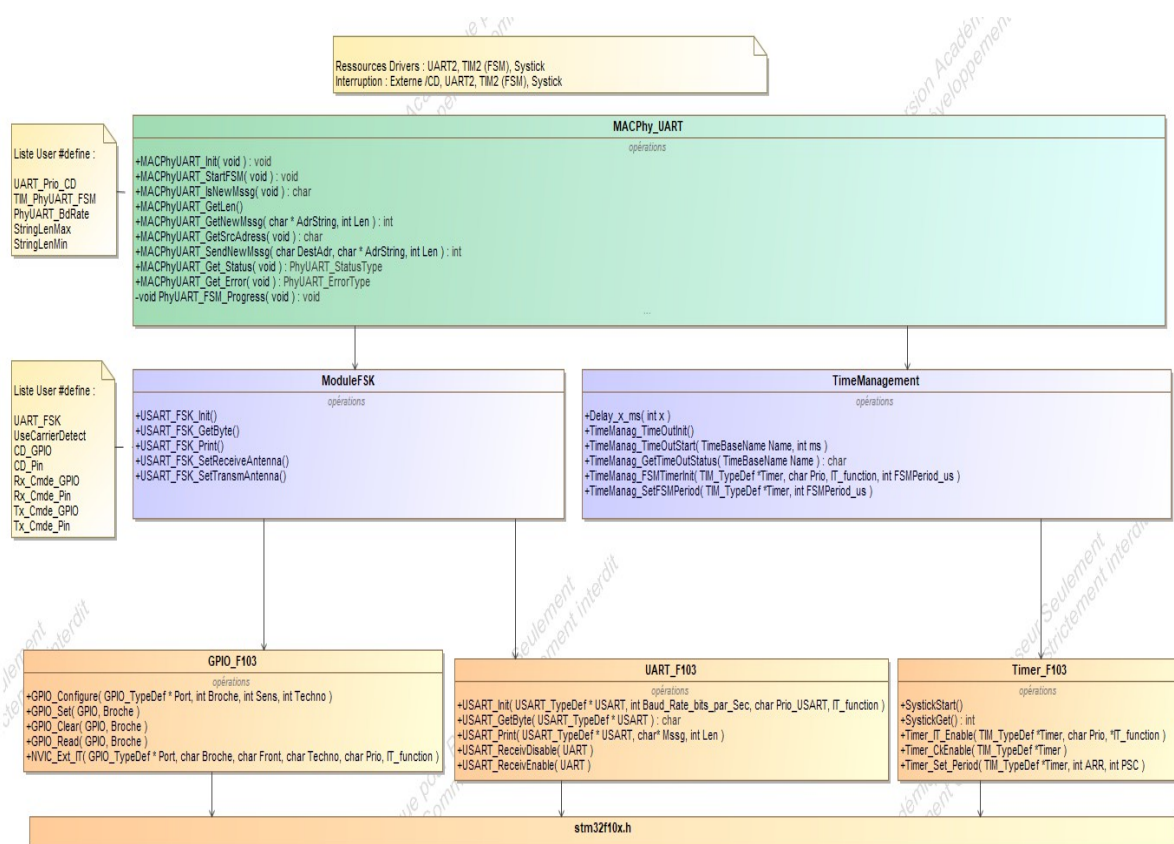 Ressources Drivers : UART2, TIM2 (FSM), Systick
Interruption : Externe /CD, UART2, TIM2 (FSM), Systick
MACPhy_UART
opérations
+MACPhyUART_Init( void ) : void
+MACPhyUART_StartFSM( void ) : void
+MACPhyUART_IsNewMssg( void ) : char
+MACPhyUART_GetLen()
+MACPhyUART_GetNewMssg( char * AdrString, int Len ) : int
+MACPhyUART_GetSrcAdress( void ) : char
+MACPhyUART_SendNewMssg( char DestAdr, char * AdrString, int Len ) : int
+MACPhyUART_Get_Status( void ) : PhyUART_StatusType
+MACPhyUART_Get_Error( void ) : PhyUART_ErrorType
-void PhyUART_FSM_Progress( void ) : void
...
Liste User #define :
UART_Prio_CD
TIM_PhyUART_FSM
PhyUART_BdRate
StringLenMax
StringLenMin
Liste User #define :
UART_FSK
UseCarrierDetect
CD_GPIO
CD_Pin
Rx_Cmde_GPIO
Rx_Cmde_Pin
Tx_Cmde_GPIO
Tx_Cmde_Pin
ModuleFSK
opérations
+USART_FSK_Init()
+USART_FSK_GetByte()
+USART_FSK_Print()
+USART_FSK_SetReceiveAntenna()
+USART_FSK_SetTransmAntenna()
TimeManagement
opérations
+Delay_x_ms( int x )
+TimeManag_TimeOutInit()
+TimeManag_TimeOutStart( TimeBaseName Name, int ms )
+TimeManag_GetTimeOutStatus( TimeBaseName Name ) : char
+TimeManag_FSMTimerInit( TIM_TypeDef *Timer, char Prio, IT_function, int FSMPeriod_us )
+TimeManag_SetFSMPeriod( TIM_TypeDef *Timer, int FSMPeriod_us )
GPIO_F103
opérations
+GPIO_Configure( GPIO_TypeDef * Port, int Broche, int Sens, int Techno )
+GPIO_Set( GPIO, Broche )
+GPIO_Clear( GPIO, Broche )
+GPIO_Read( GPIO, Broche )
+NVIC_Ext_IT( GPIO_TypeDef * Port, char Broche, char Front, char Techno, char Prio, IT_function )
UART_F103
opérations
+USART_Init( USART_TypeDef * USART, int Baud_Rate_bits_par_Sec, char Prio_USART, IT_function )
+USART_GetByte( USART_TypeDef * USART ) : char
+USART_Print( USART_TypeDef * USART, char* Mssg, int Len )
+USART_ReceivDisable( UART )
+USART_ReceivEnable( UART )
Timer_F103
opérations
+SystickStart()
+SystickGet() : int
+Timer_IT_Enable( TIM_TypeDef *Timer, char Prio, *IT_function )
+Timer_CkEnable( TIM_TypeDef *Timer )
+Timer_Set_Period( TIM_TypeDef *Timer, int ARR, int PSC )
stm32f10x.h